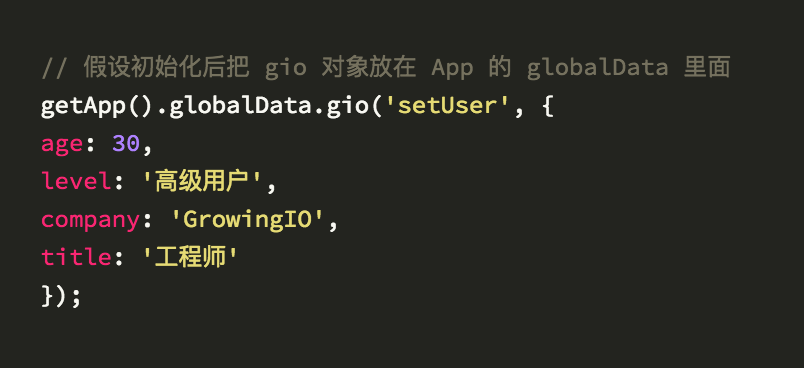 // 假设初始化后把 gio 对象放在 App 的 globalData 里面
getApp().globalData.gio('setUser', {
age: 30,
level: '高级用户',
company: 'GrowingIO',
title: '工程师'
});